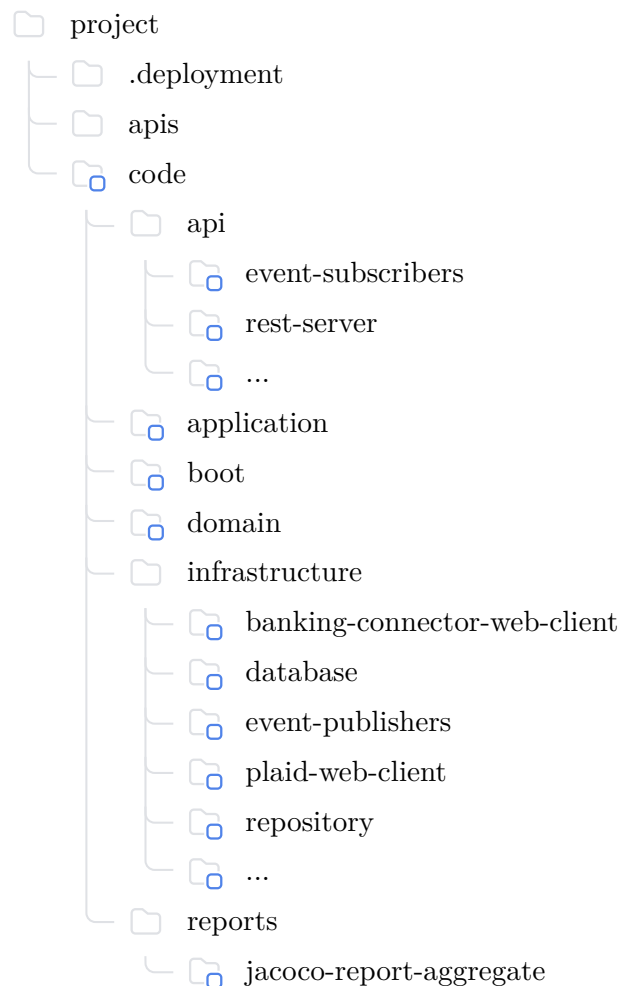 project
.deployment
apis
code
api
event-subscribers
rest-server
...
application
boot
domain
infrastructure
banking-connector-web-client
database
event-publishers
plaid-web-client
repository
...
reports
jacoco-report-aggregate